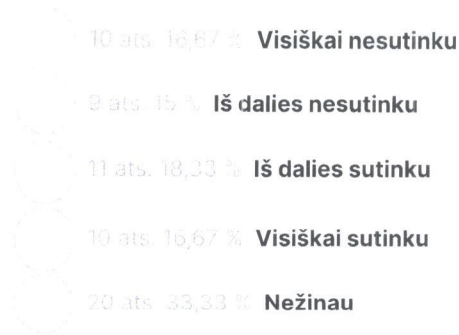 10 ats. 16,67 % Visiškai nesutinku
9 ats. 15 % Iš dalies nesutinku
11 ats. 18,33 % Iš dalies sutinku
10 ats. 16,67 % Visiškai sutinku
20 ats. 33,33 % Nežinau